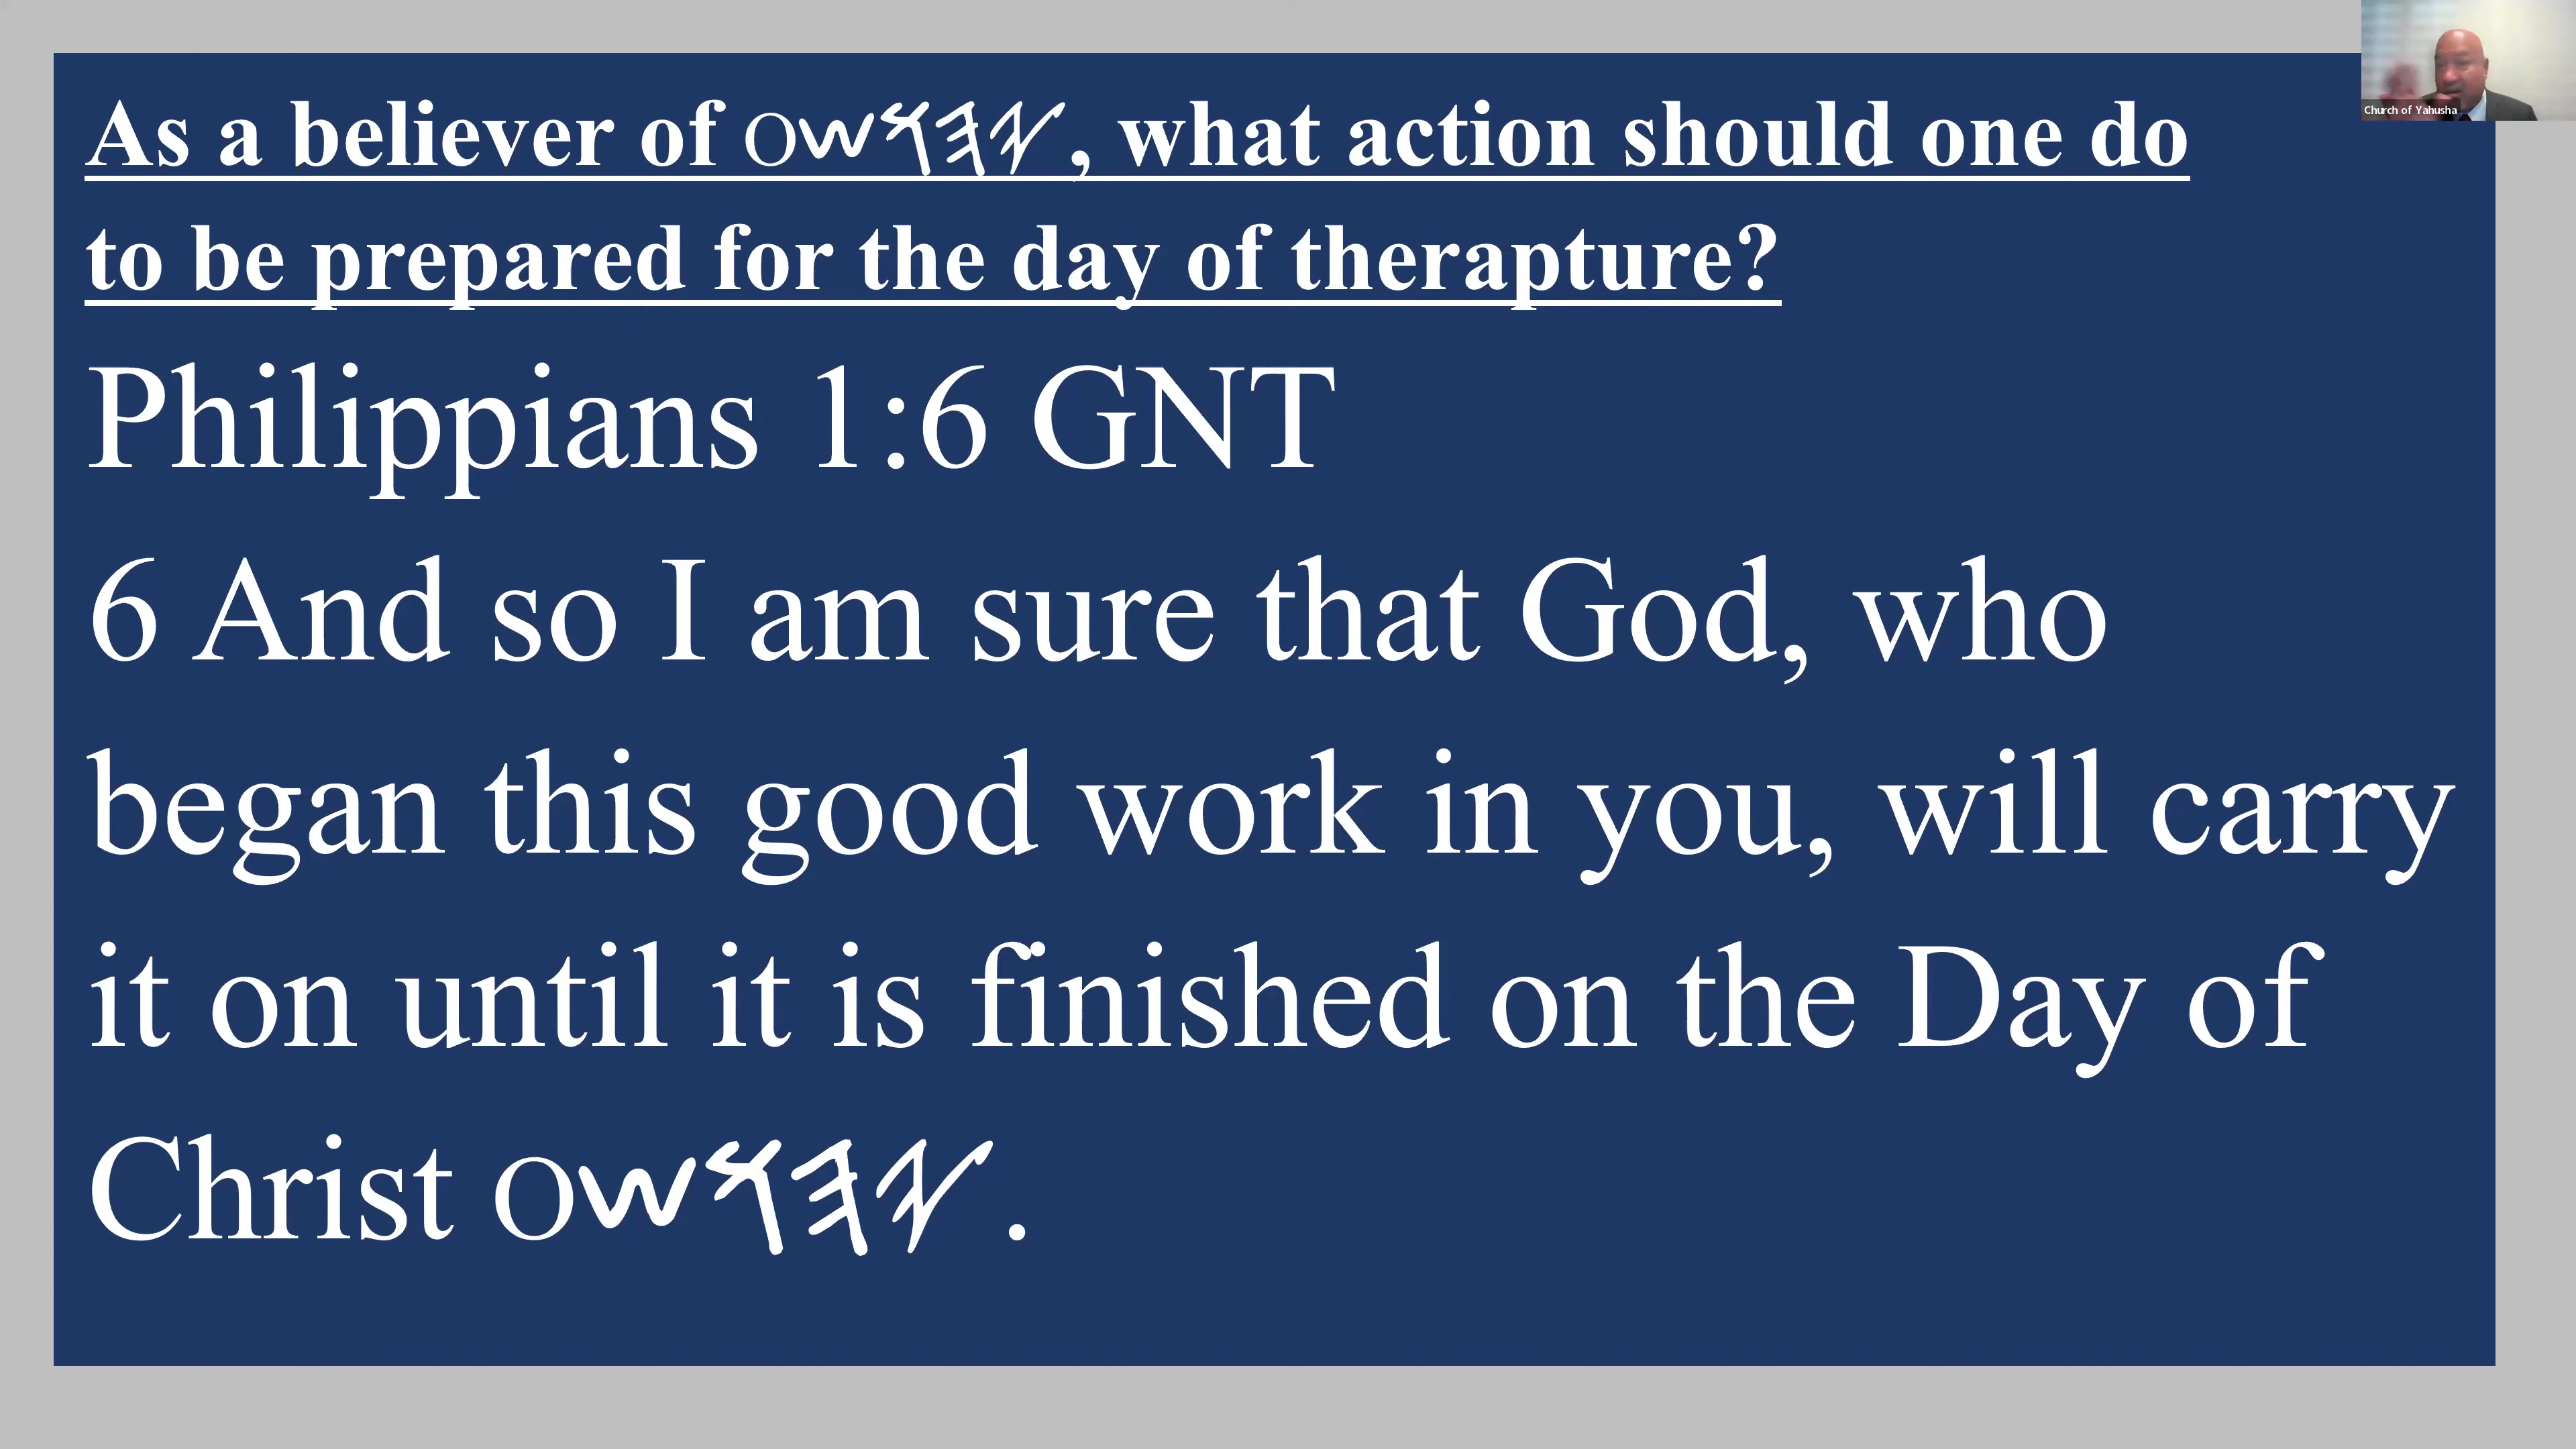 As a believer of 𐤉𐤄𐤅𐤔𐤏, what action should one do
to be prepared for the day of therapture?
Philippians 1:6 GNT
6 And so I am sure that God, who
began this good work in you, will carry
it on until it is finished on the Day of
Christ 𐤉𐤄𐤅𐤔𐤏.
Church of Yahusha